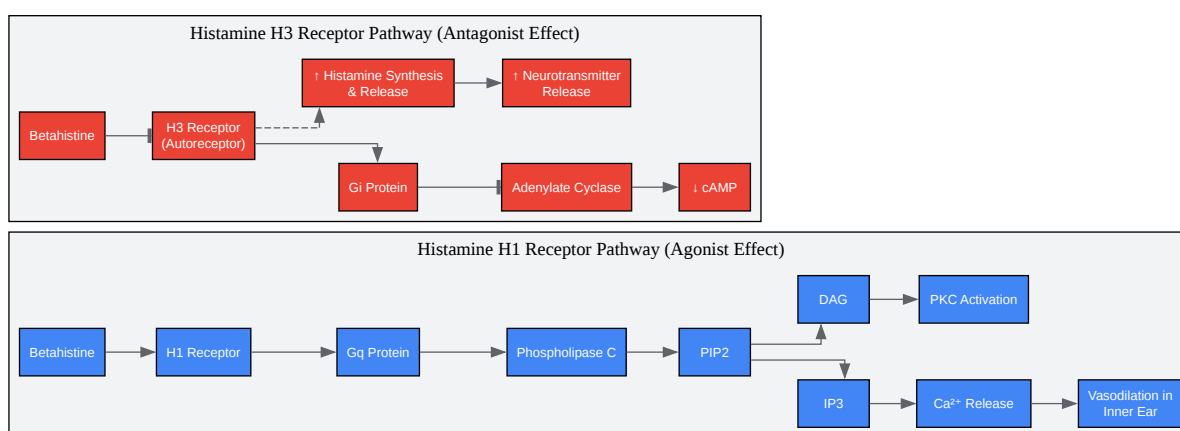 Histamine H3 Receptor Pathway (Antagonist Effect)
↑ Histamine Synthesis
& Release
↑ Neurotransmitter
Release
Betahistine
H3 Receptor
(Autoreceptor)
Gi Protein
Adenylate Cyclase
↓ cAMP
Histamine H1 Receptor Pathway (Agonist Effect)
DAG
PKC Activation
Betahistine
H1 Receptor
Gq Protein
Phospholipase C
PIP2
IP3
Ca²⁺ Release
Vasodilation in
Inner Ear